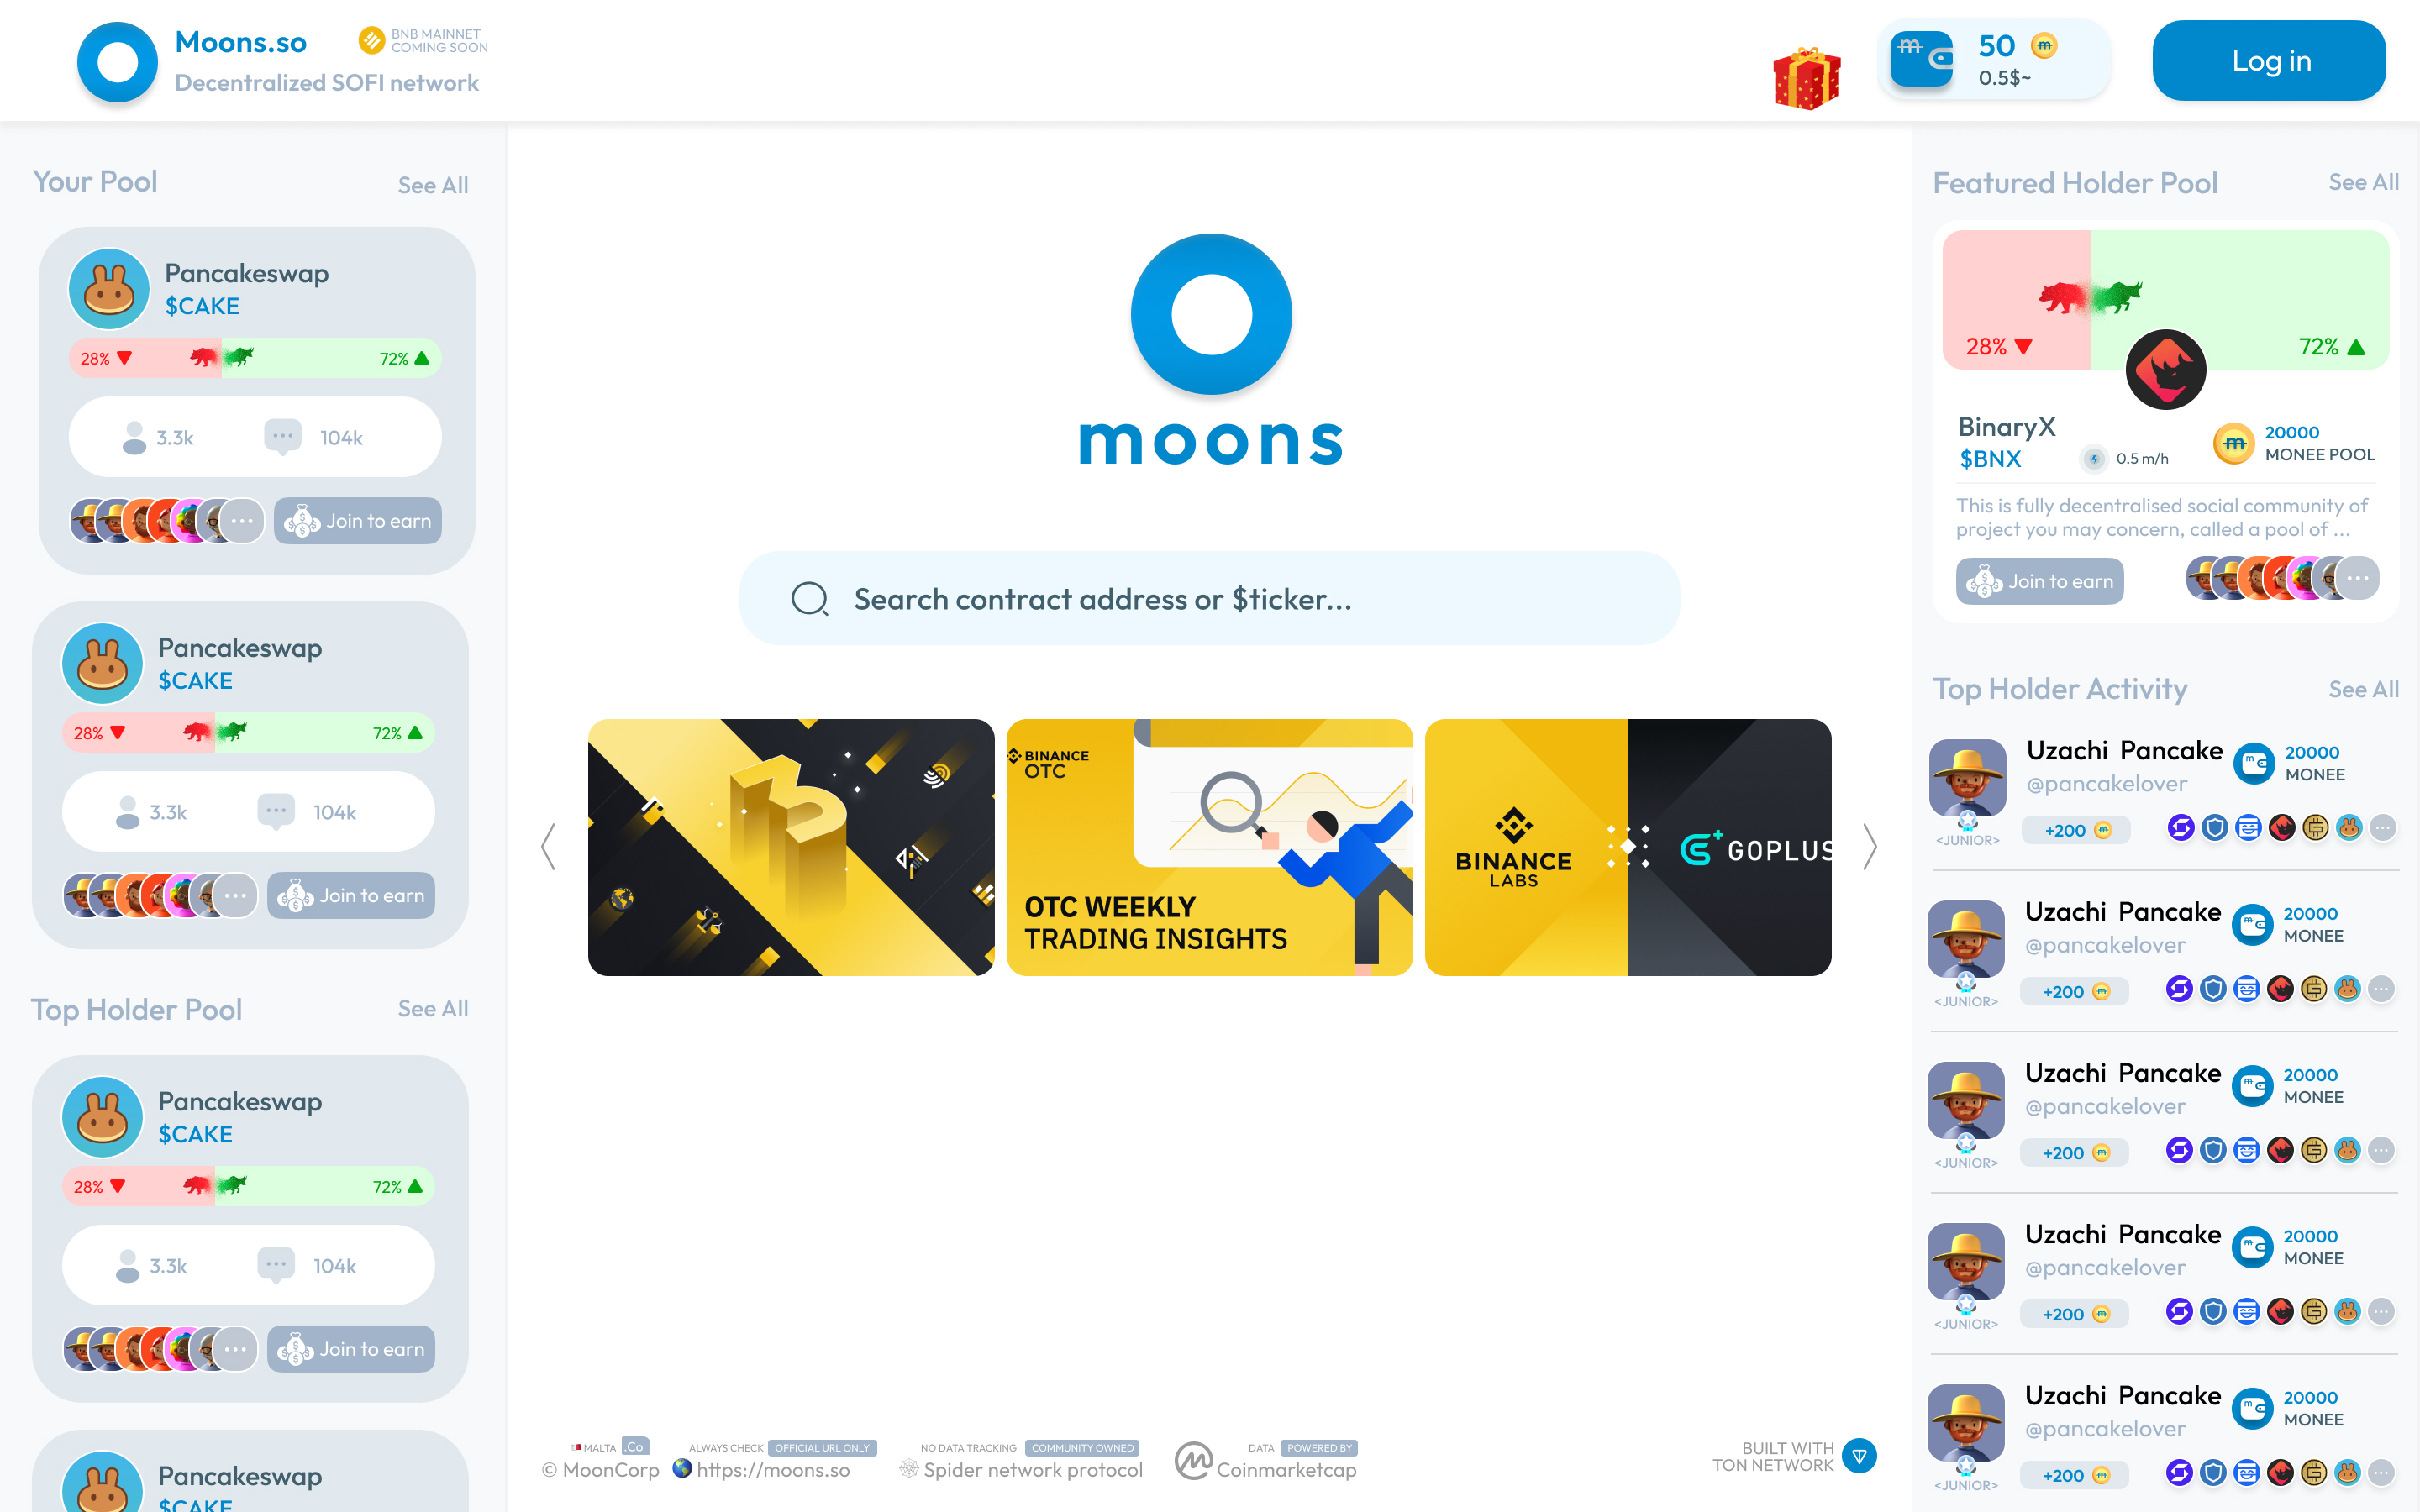 Moons.so
Decentralized SOFI network
BNB MAINNET
COMING SOON
50
0.5$~
Log in
Your Pool
See All
Pancakeswap
$CAKE
28%
72%
3.3k
104k
Join to earn
Pancakeswap
$CAKE
28%
72%
3.3k
104k
Join to earn
Top Holder Pool
See All
Pancakeswap
$CAKE
28%
72%
3.3k
104k
Join to earn
Pancakeswap
$CAKE
moons
Search contract address or $ticker...
BINANCE
OTC
OTC WEEKLY
TRADING INSIGHTS
BINANCE
LABS
GOPLUS
MALTA .Co
© MoonCorp
ALWAYS CHECK OFFICIAL URL ONLY
https://moons.so
NO DATA TRACKING COMMUNITY OWNED
Spider network protocol
DATA POWERED BY
Coinmarketcap
BUILT WITH
TON NETWORK
Featured Holder Pool
See All
28%
72%
BinaryX
$BNX
0.5 m/h
20000
MONEE POOL
This is fully decentralised social community of
project you may concern, called a pool of ...
Join to earn
Top Holder Activity
See All
Uzachi Pancake
@pancakelover
20000
MONEE
<JUNIOR>
+200
Uzachi Pancake
@pancakelover
20000
MONEE
<JUNIOR>
+200
Uzachi Pancake
@pancakelover
20000
MONEE
<JUNIOR>
+200
Uzachi Pancake
@pancakelover
20000
MONEE
<JUNIOR>
+200
Uzachi Pancake
@pancakelover
20000
MONEE
<JUNIOR>
+200